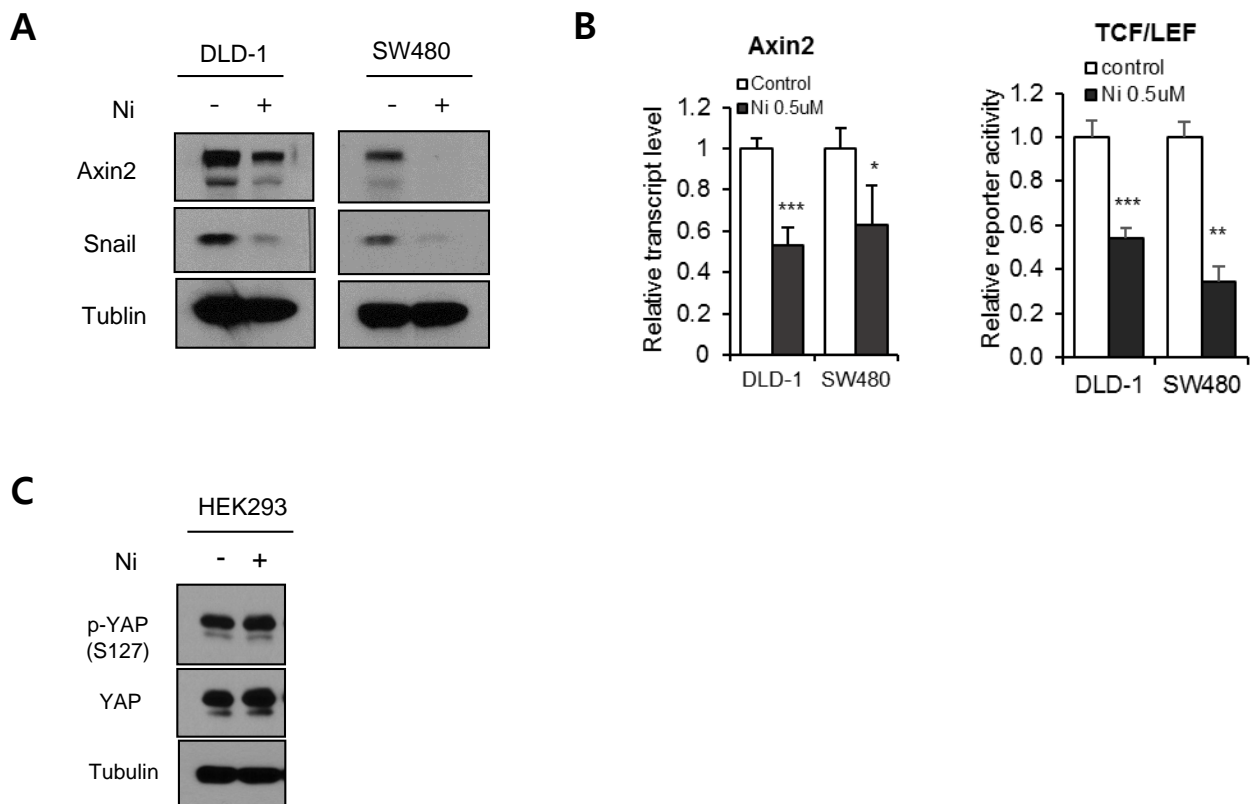 A
DLD-1
SW480
Ni
- +
- +
Axin2
Snail
Tublin
B
Axin2
Control
Ni 0.5uM
Relative transcript level
1.2
1
0.8
0.6
0.4
0.2
0
***
*
DLD-1 SW480
TCF/LEF
control
Ni 0.5uM
Relative reporter acitivity
1.2
1.0
0.8
0.6
0.4
0.2
0.0
***
**
DLD-1 SW480
C
HEK293
Ni
- +
p-YAP
(S127)
YAP
Tubulin